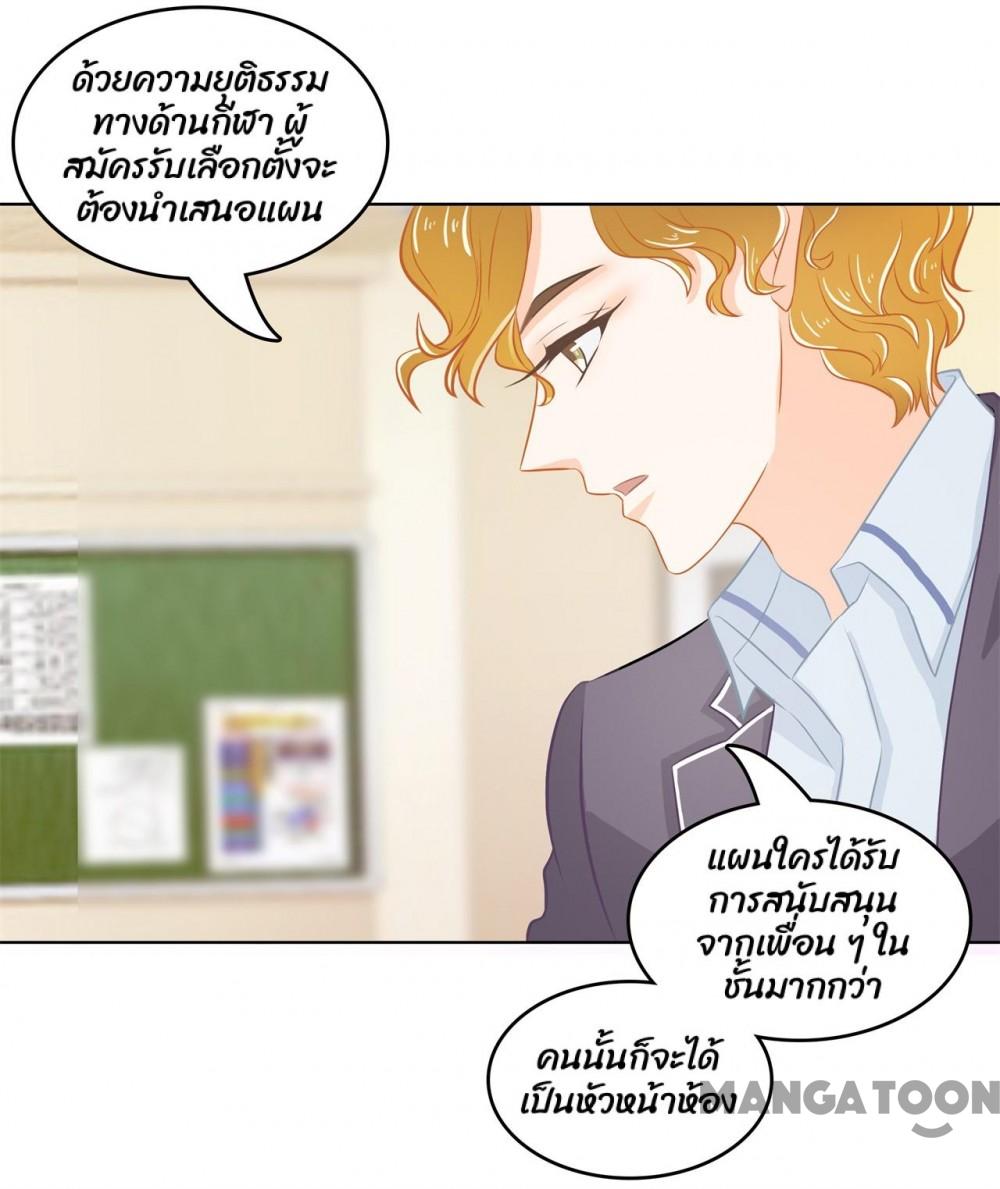 ด้วยความยุติธรรม
ทางด้านกีฬา ผู้
สมัครรับเลือกตั้งจะ
ต้องนำเสนอแผน
แผนใครได้รับ
การสนับสนุน
จากเพื่อน ๆ ใน
ชั้นมากกว่า
คนนั้นก็จะได้
เป็นหัวหน้าห้อง
MANGATOON